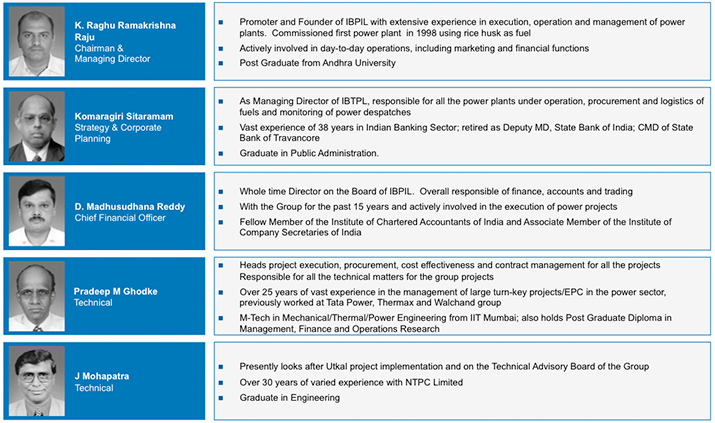 K. Raghu Ramakrishna
Raju
Chairman &
Managing Director
Promoter and Founder of IBPIL with extensive experience in execution, operation and management of power
plants. Commissioned first power plant in 1998 using rice husk as fuel
Actively involved in day-to-day operations, including marketing and financial functions
Post Graduate from Andhra University
Komaragiri Sitaramam
Strategy & Corporate
Planning
As Managing Director of IBTPL, responsible for all the power plants under operation, procurement and logistics of
fuels and monitoring of power despatches
Vast experience of 38 years in Indian Banking Sector; retired as Deputy MD, State Bank of India; CMD of State
Bank of Travancore
Graduate in Public Administration.
D. Madhusudhana Reddy
Chief Financial Officer
Whole time Director on the Board of IBPIL. Overall responsible of finance, accounts and trading
With the Group for the past 15 years and actively involved in the execution of power projects
Fellow Member of the Institute of Chartered Accountants of India and Associate Member of the Institute of
Company Secretaries of India
Pradeep M Ghodke
Technical
Heads project execution, procurement, cost effectiveness and contract management for all the projects
Responsible for all the technical matters for the group projects
Over 25 years of vast experience in the management of large turn-key projects/EPC in the power sector,
previously worked at Tata Power, Thermax and Walchand group
M-Tech in Mechanical/Thermal/Power Engineering from IIT Mumbai; also holds Post Graduate Diploma in
Management, Finance and Operations Research
J Mohapatra
Technical
Presently looks after Utkal project implementation and on the Technical Advisory Board of the Group
Over 30 years of varied experience with NTPC Limited
Graduate in Engineering